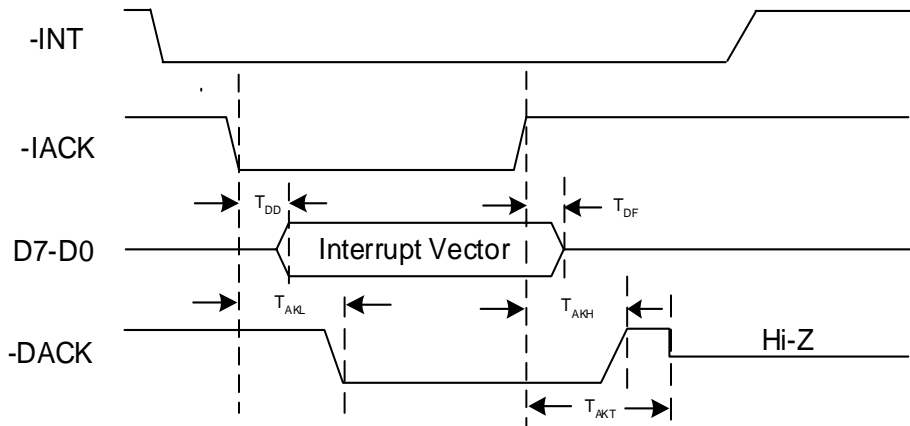 -INT
-IACK
T_DD
T_DF
D7-D0
Interrupt Vector
T_AKL
T_AKH
-DACK
Hi-Z
T_AKT